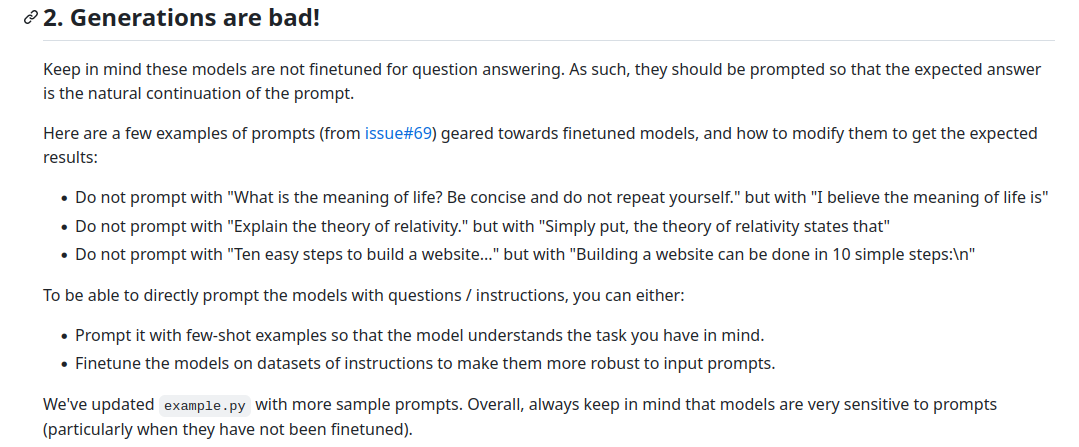 2. Generations are bad!
Keep in mind these models are not finetuned for question answering. As such, they should be prompted so that the expected answer
is the natural continuation of the prompt.
Here are a few examples of prompts (from issue#69) geared towards finetuned models, and how to modify them to get the expected
results:
• Do not prompt with "What is the meaning of life? Be concise and do not repeat yourself." but with "I believe the meaning of life is"
• Do not prompt with "Explain the theory of relativity." but with "Simply put, the theory of relativity states that"
• Do not prompt with "Ten easy steps to build a website..." but with "Building a website can be done in 10 simple steps:\n"
To be able to directly prompt the models with questions / instructions, you can either:
• Prompt it with few-shot examples so that the model understands the task you have in mind.
• Finetune the models on datasets of instructions to make them more robust to input prompts.
We've updated example.py with more sample prompts. Overall, always keep in mind that models are very sensitive to prompts
(particularly when they have not been finetuned).